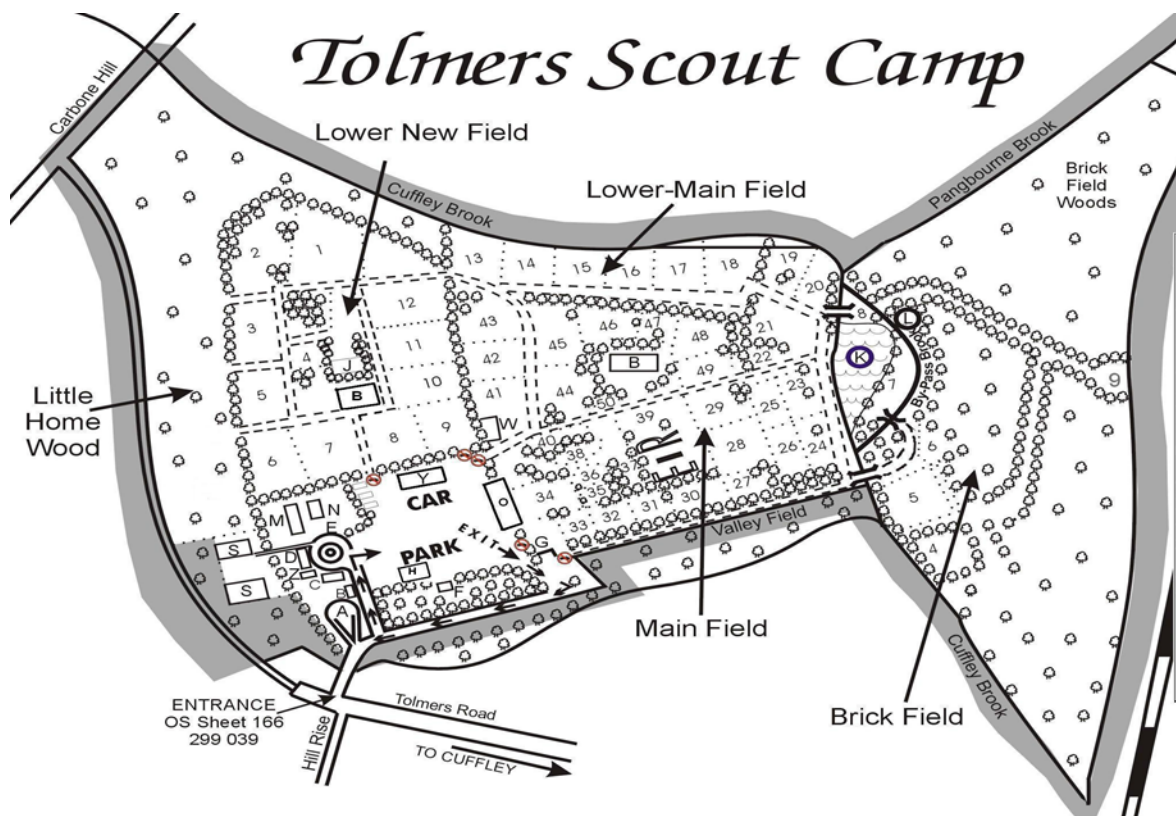 Tolmers Scout Camp
Carbone Hill
Lower New Field
Cuffley Brook
Lower-Main Field
Pangbourne Brook
Brick
Field
Woods
2
1
13
14
15
16
17
18
19
20
3
12
43
46
47
48
21
8
L
4
J
11
42
45
B
49
22
K
ByPass Brook
9
Little
Home
Wood
5
B
10
41
44
50
29
25
23
7
6
7
8
9
W
40
39
38
37
36
28
26
24
6
Y
CAR
O
34
35
27
5
M
N
33
32
31
30
Valley Field
S
E
D
PARK
EXIT
G
4
Z
C
H
S
B
F
A
Main Field
Cuffley Brook
ENTRANCE
OS Sheet 166
299 039
Hill Rise
Tolmers Road
TO CUFFLEY
Brick Field